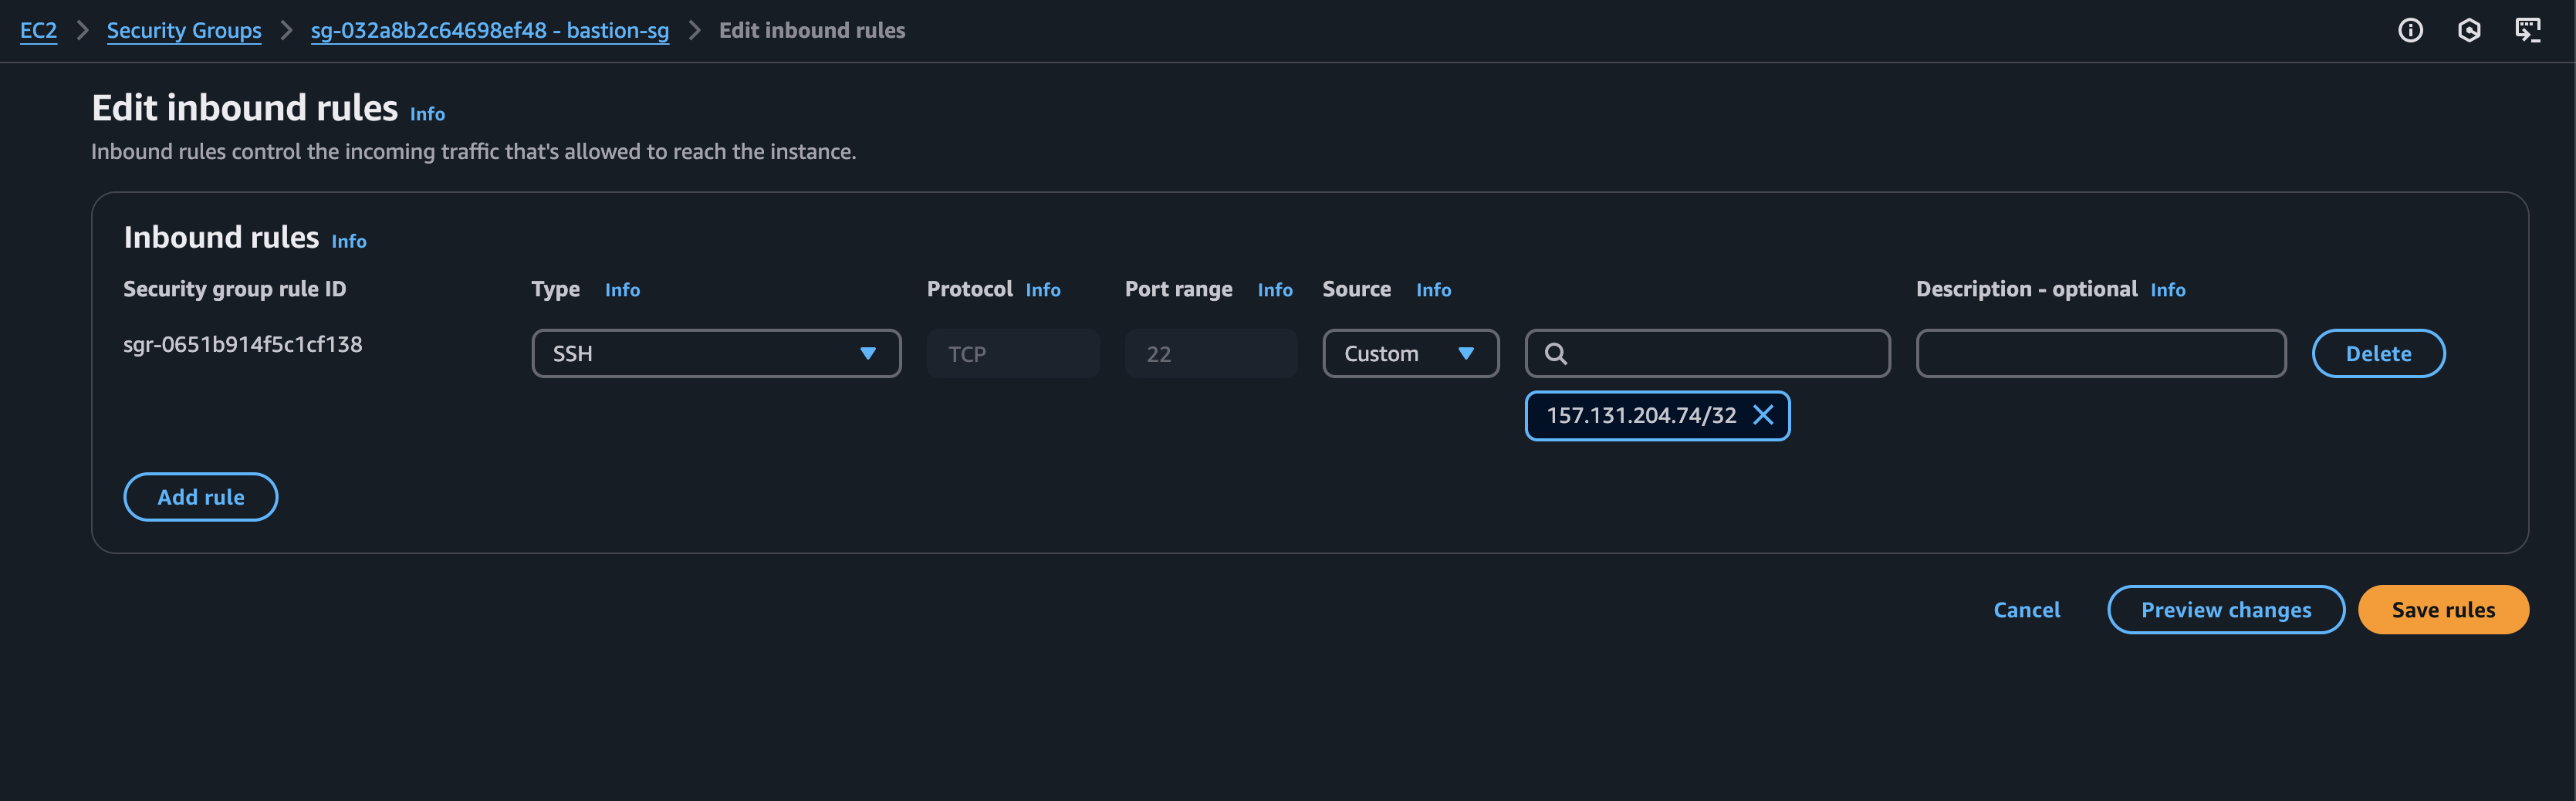 EC2 > Security Groups > sg-032a8b2c64698ef48 - bastion-sg > Edit inbound rules
Edit inbound rules Info
Inbound rules control the incoming traffic that's allowed to reach the instance.
Inbound rules Info
Security group rule ID Type Info Protocol Info Port range Info Source Info Description - optional Info
sgr-0651b914f5c1cf138 SSH TCP 22 Custom Delete
157.131.204.74/32
Add rule
Cancel Preview changes Save rules